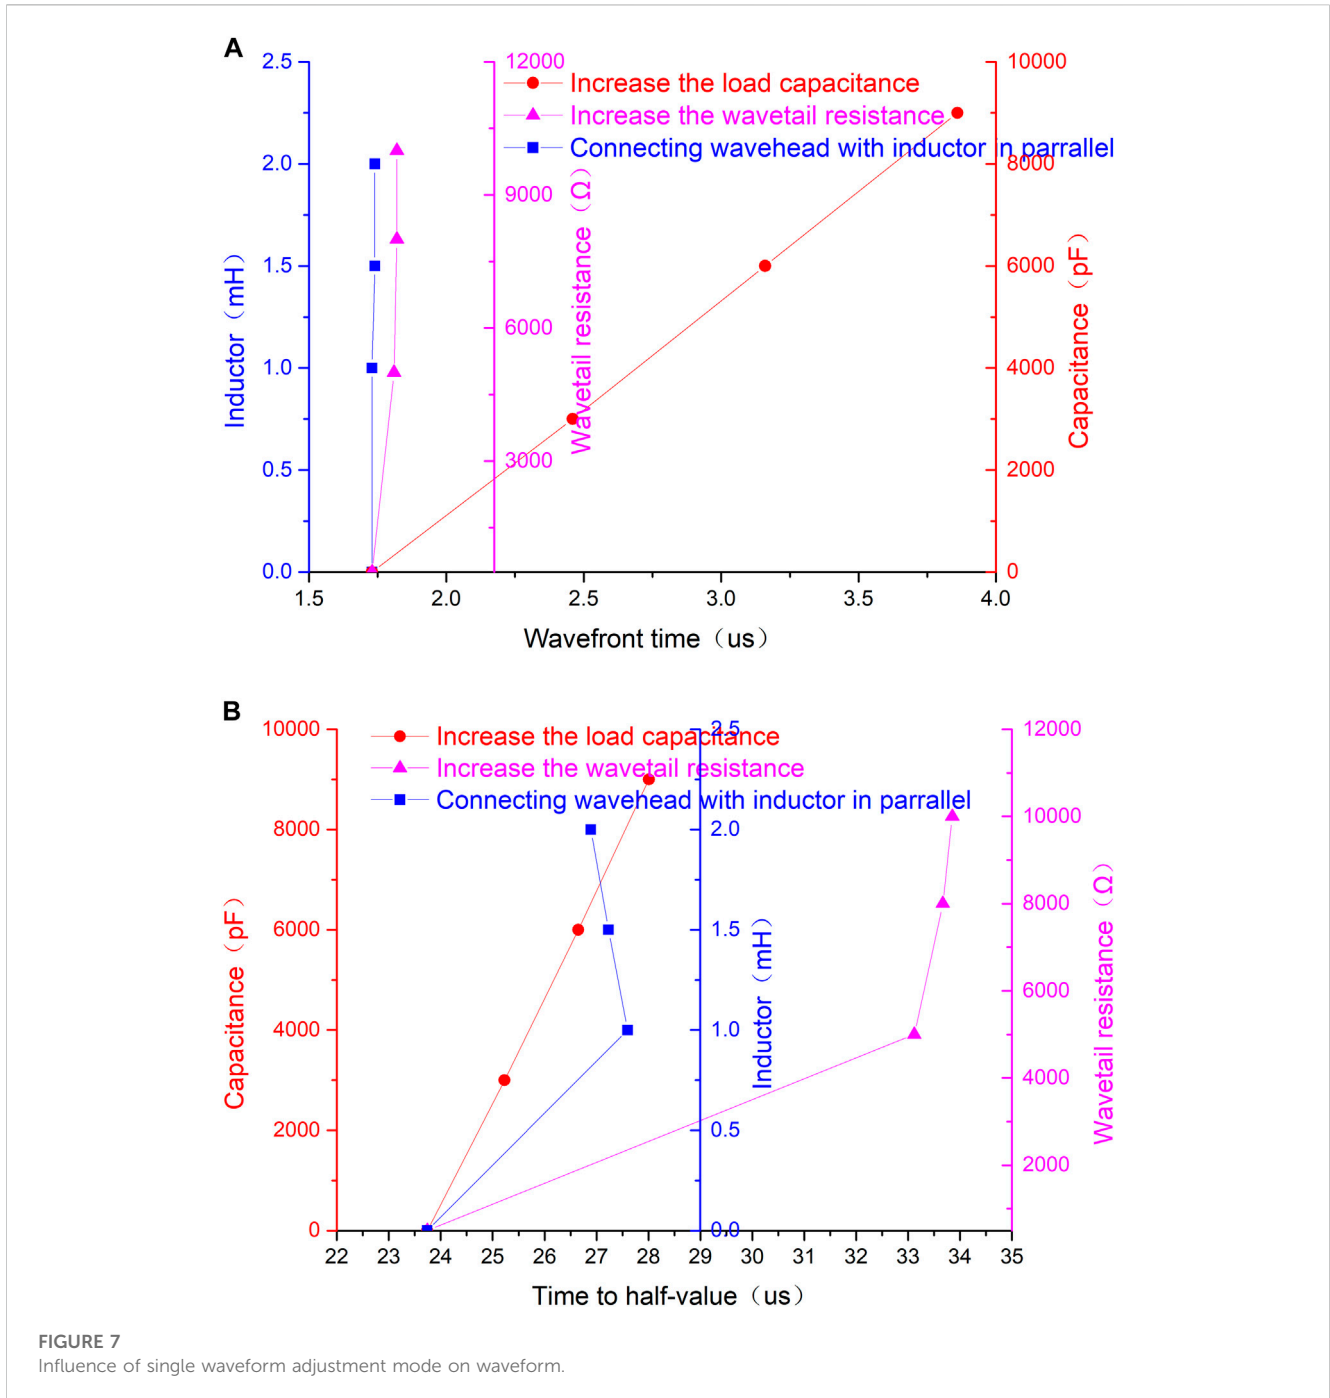 A
2.5
2.0
1.5
1.0
0.5
0.0
Inductor（mH）
12000
9000
6000
3000
Wavetail resistance（Ω）
Increase the load capacitance
Increase the wavetail resistance
Connecting wavehead with inductor in parrallel
10000
8000
6000
4000
2000
0
Capacitance（pF）
1.5 2.0 2.5 3.0 3.5 4.0
Wavefront time（us）
B
10000
8000
6000
4000
2000
0
Capacitance（pF）
Increase the load capacitance
Increase the wavetail resistance
Connecting wavehead with inductor in parrallel
2.5
2.0
1.5
1.0
0.5
0.0
Inductor（mH）
12000
10000
8000
6000
4000
2000
Wavetail resistance（Ω）
22 23 24 25 26 27 28 29 30 31 32 33 34 35
Time to half-value（us）
FIGURE 7
Influence of single waveform adjustment mode on waveform.